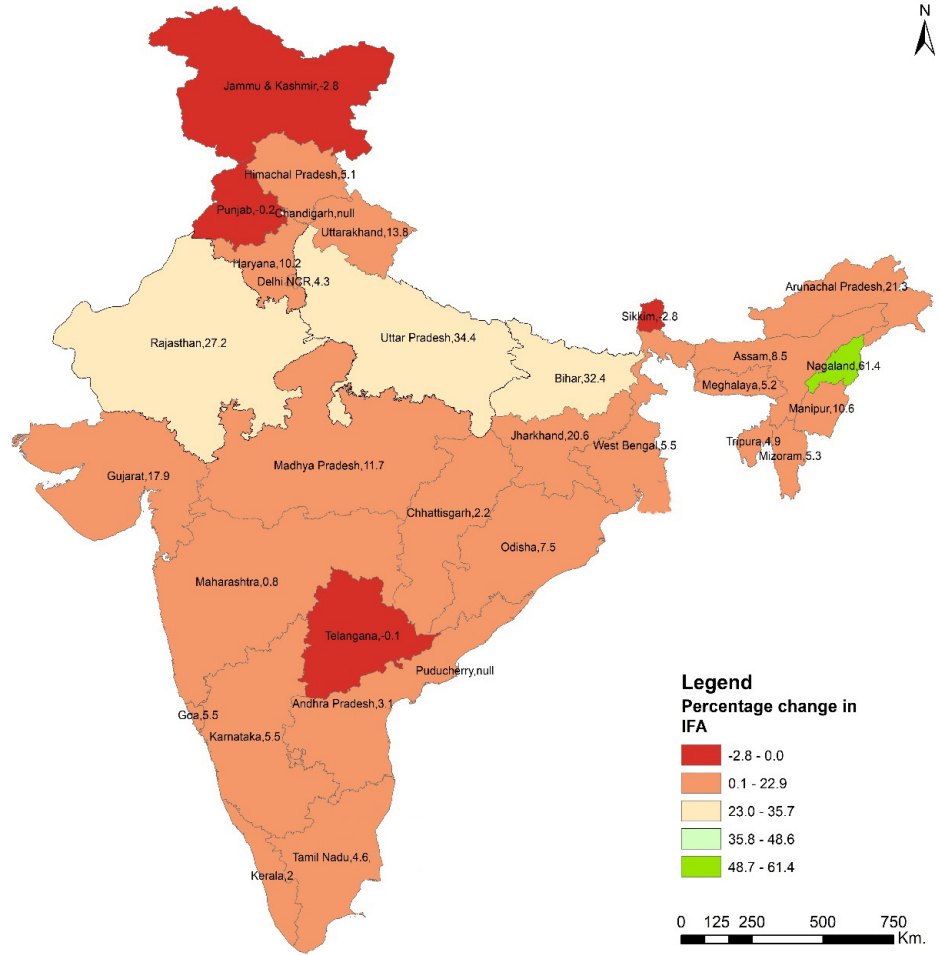 N
Jammu & Kashmir,-2.8
Himachal Pradesh,5.1
Punjab,-0.2
Chandigarh,null
Uttarakhand,13.8
Haryana,10.2
Delhi NCR,4.3
Arunachal Pradesh,21.3
Sikkim,-2.8
Rajasthan,27.2
Uttar Pradesh,34.4
Assam,8.5
Nagaland,61.4
Bihar,32.4
Meghalaya,5.2
Manipur,10.6
Jharkhand,20.6
West Bengal,5.5
Tripura,4.9
Mizoram,5.3
Madhya Pradesh,11.7
Gujarat,17.9
Chhattisgarh,2.2
Odisha,7.5
Maharashtra,0.8
Telangana,-0.1
Puducherry,null
Andhra Pradesh,3.1
Goa,5.5
Karnataka,5.5
Tamil Nadu,4.6,
Kerala,2
Legend
Percentage change in
IFA
-2.8 - 0.0
0.1 - 22.9
23.0 - 35.7
35.8 - 48.6
48.7 - 61.4
0 125 250 500 750
Km.